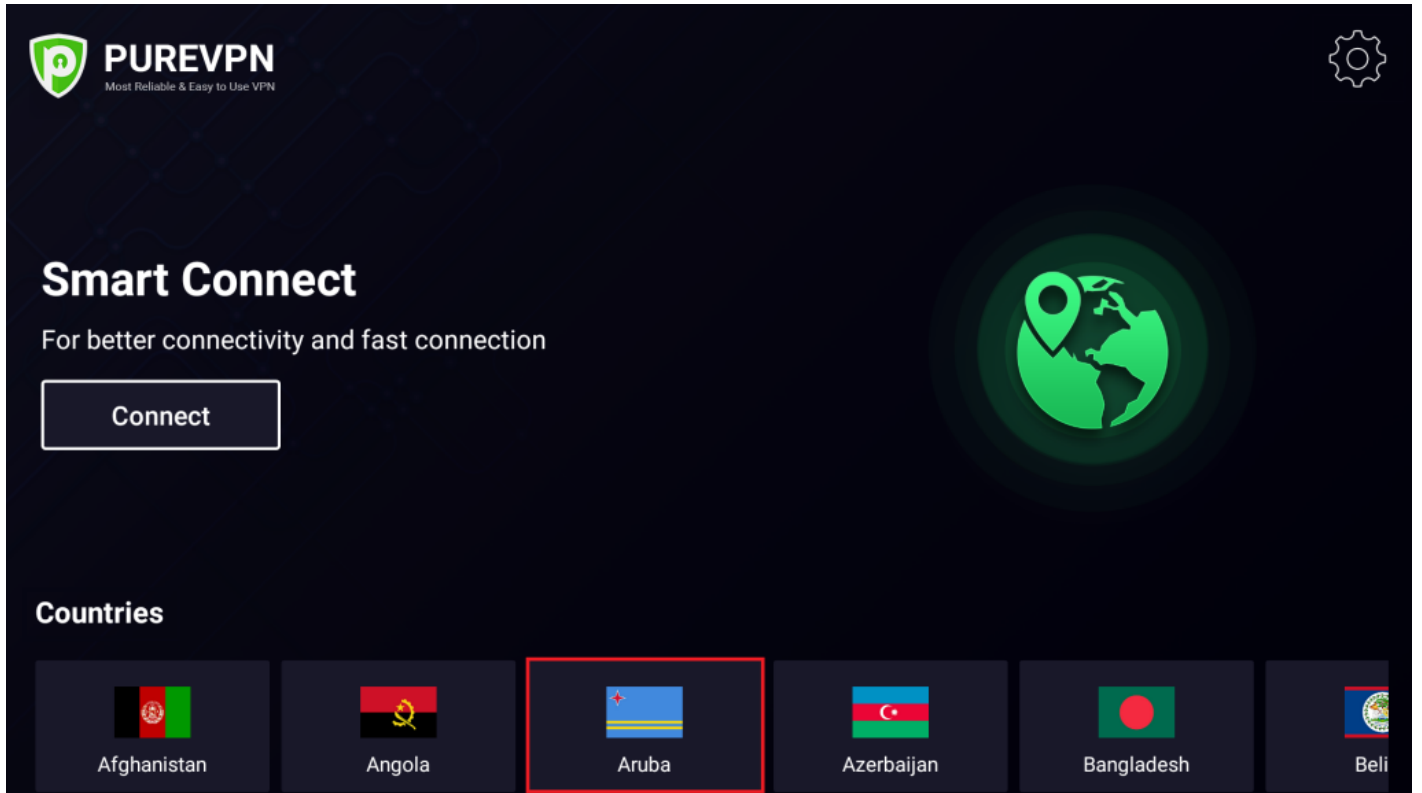 PUREVPN
Most Reliable & Easy to Use VPN
Smart Connect
For better connectivity and fast connection
Connect
Countries
Afghanistan
Angola
Aruba
Azerbaijan
Bangladesh
Beli